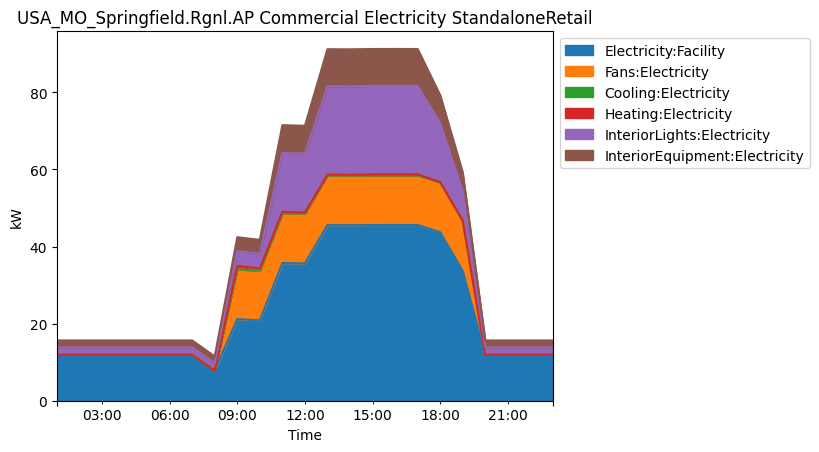 USA_MO_Springfield.Rgnl.AP Commercial Electricity StandaloneRetail
Electricity:Facility
Fans:Electricity
Cooling:Electricity
Heating:Electricity
InteriorLights:Electricity
InteriorEquipment:Electricity
kW
80
60
40
20
0
03:00 06:00 09:00 12:00 15:00 18:00 21:00
Time